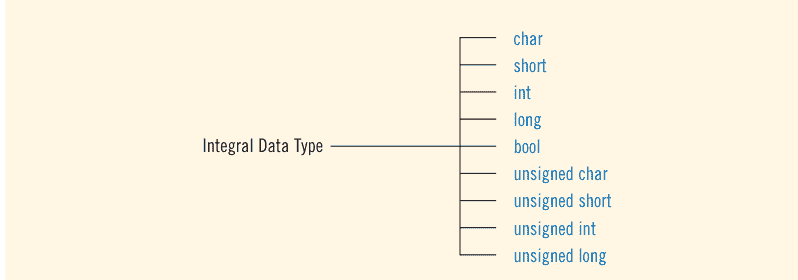 char
short
int
long
Integral Data Type
bool
unsigned char
unsigned short
unsigned int
unsigned long